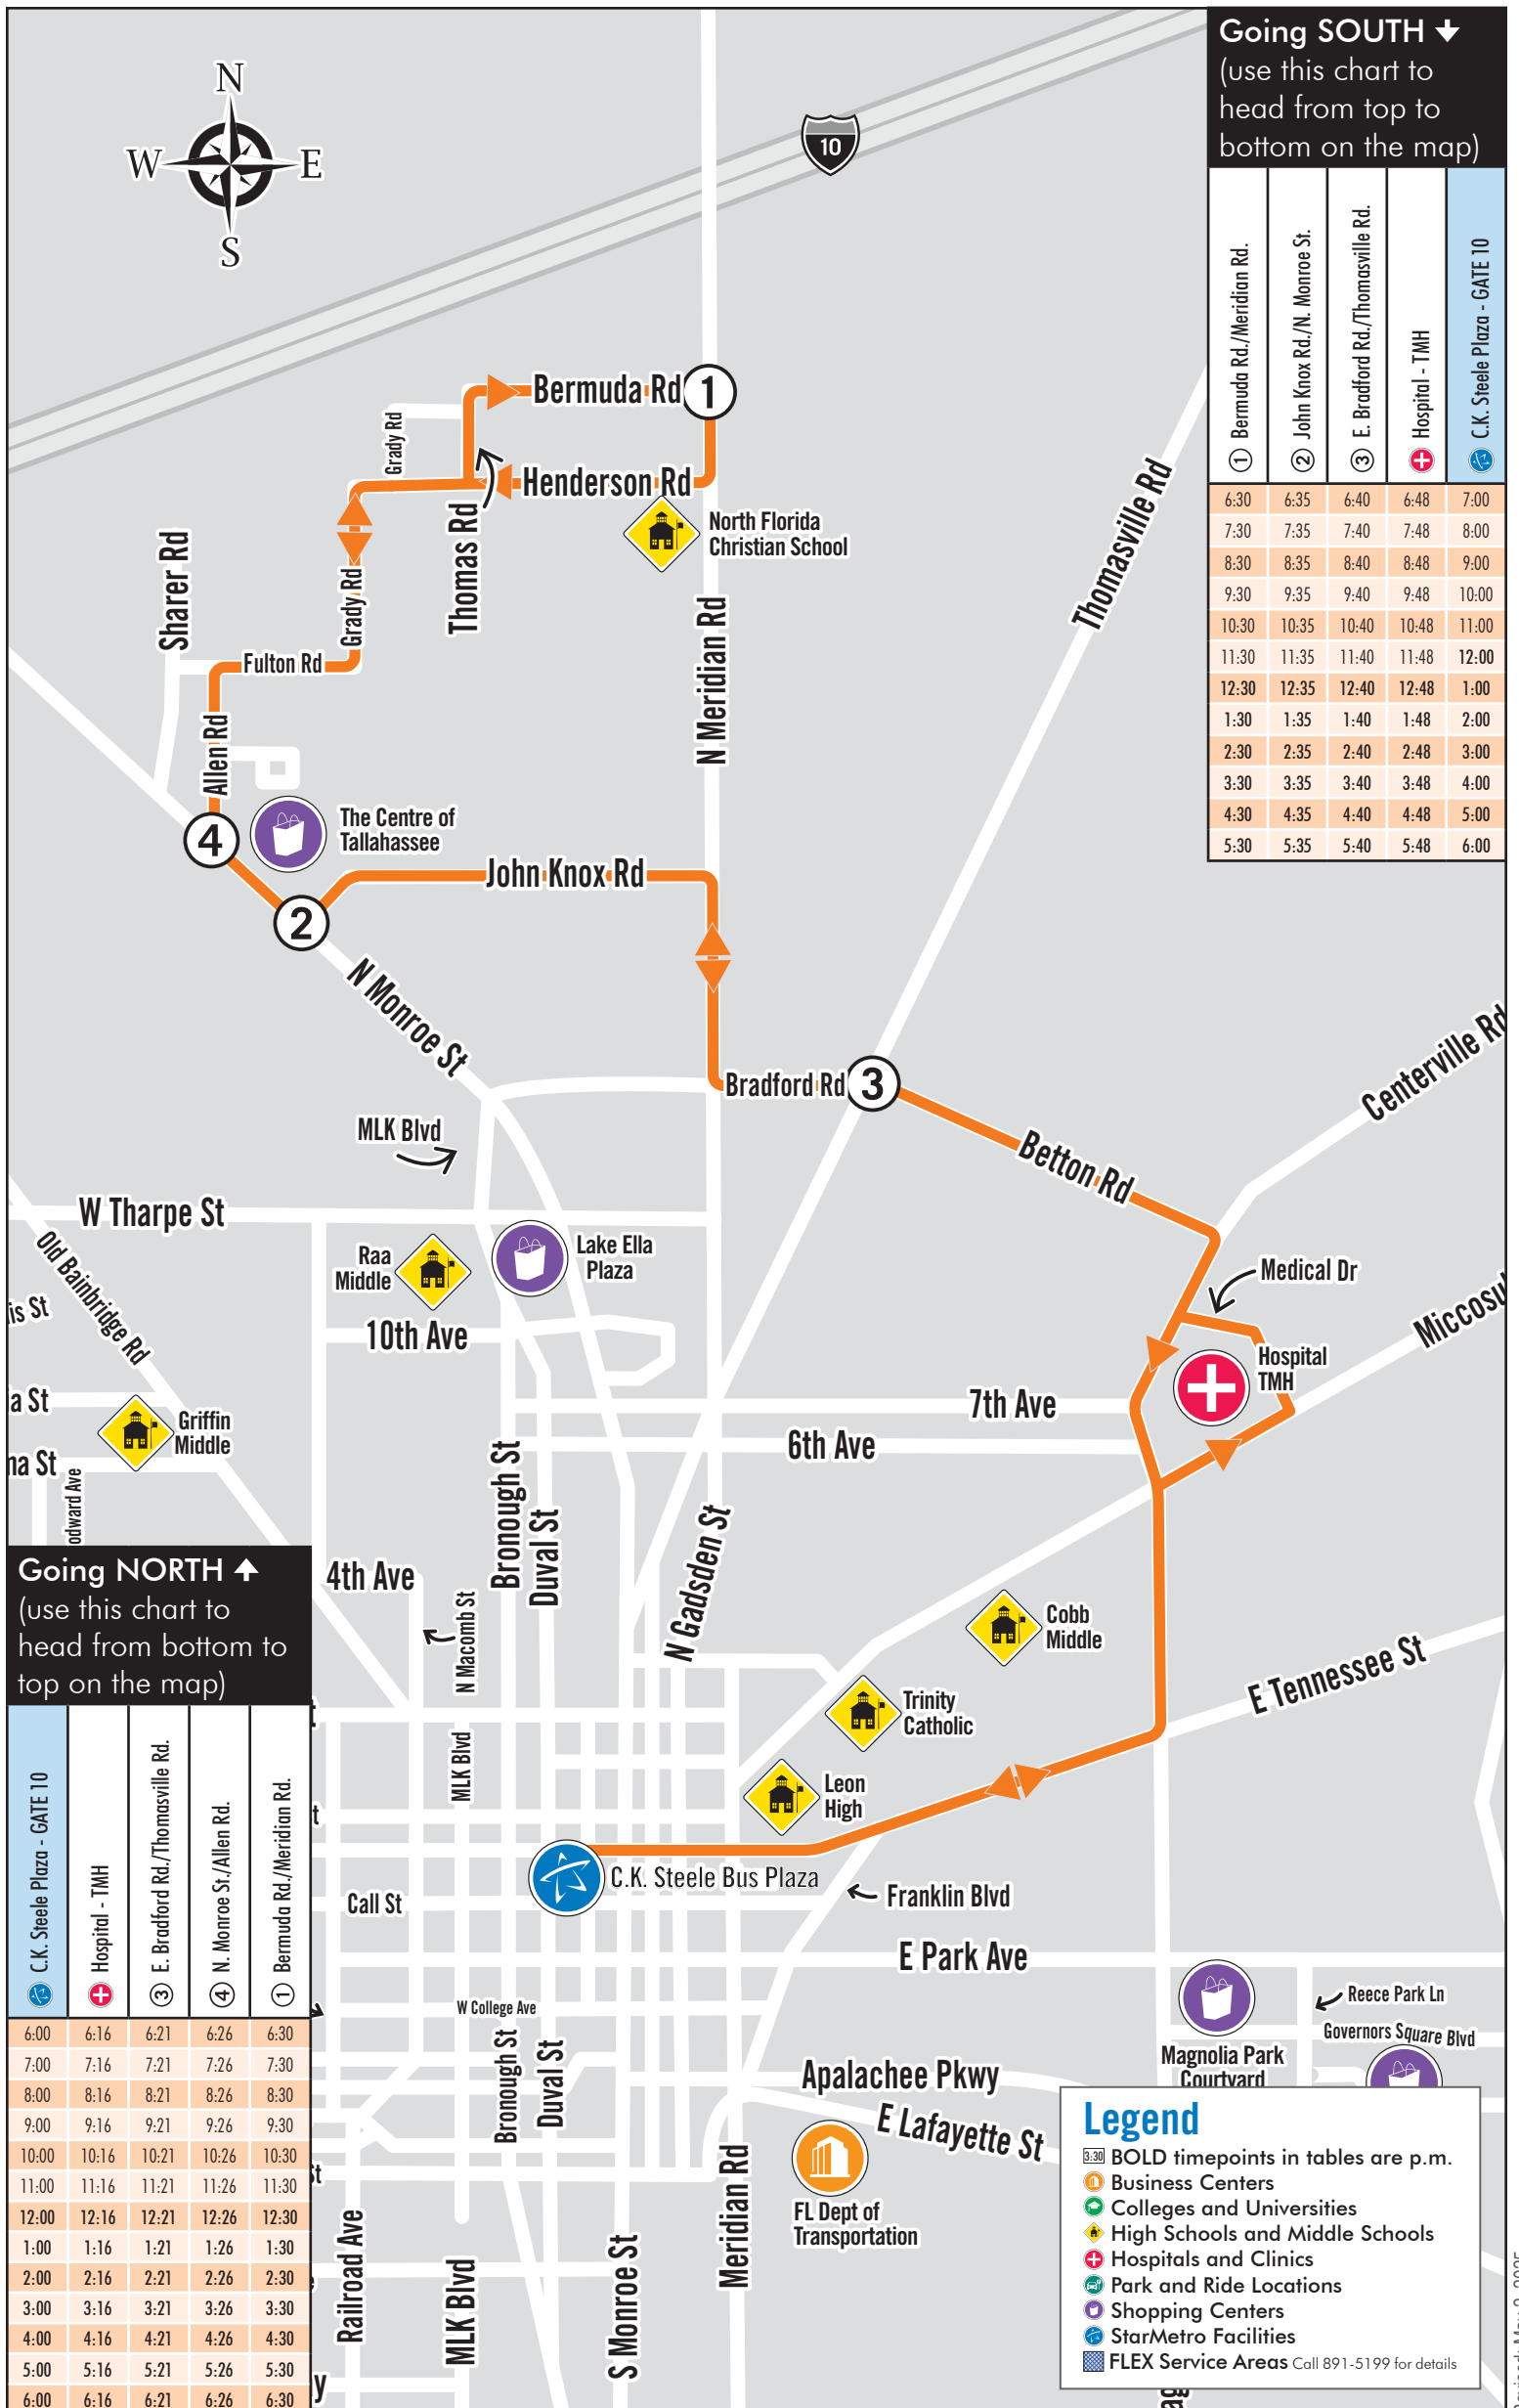 N
W
E
S
10
Going SOUTH
(use this chart to
head from top to
bottom on the map)
1 Bermuda Rd./Meridian Rd.
2 John Knox Rd./N. Monroe St.
3 E. Bradford Rd./Thomasville Rd.
Hospital - TMH
C.K. Steele Plaza - GATE 10
6:30 6:35 6:40 6:48 7:00
7:30 7:35 7:40 7:48 8:00
8:30 8:35 8:40 8:48 9:00
9:30 9:35 9:40 9:48 10:00
10:30 10:35 10:40 10:48 11:00
11:30 11:35 11:40 11:48 12:00
12:30 12:35 12:40 12:48 1:00
1:30 1:35 1:40 1:48 2:00
2:30 2:35 2:40 2:48 3:00
3:30 3:35 3:40 3:48 4:00
4:30 4:35 4:40 4:48 5:00
5:30 5:35 5:40 5:48 6:00
Bermuda Rd
1
Grady Rd
Henderson Rd
Thomas Rd
North Florida
Christian School
Thomasville Rd
Sharer Rd
Grady Rd
Fulton Rd
N Meridian Rd
Allen Rd
4
The Centre of
Tallahassee
John Knox Rd
2
N Monroe St
Bradford Rd
3
Centerville Rd
Betton Rd
MLK Blvd
W Tharpe St
Old Bainbridge Rd
Raa
Middle
Lake Ella
Plaza
Medical Dr
is St
10th Ave
Miccosu
Hospital
TMH
a St
7th Ave
Griffin
Middle
6th Ave
na St
odward Ave
Bronough St
Duval St
N Gadsden St
4th Ave
N Macomb St
Cobb
Middle
E Tennessee St
Trinity
Catholic
MLK Blvd
Leon
High
t
t
C.K. Steele Bus Plaza
Call St
Franklin Blvd
E Park Ave
W College Ave
Reece Park Ln
Governors Square Blvd
Bronough St
Duval St
Magnolia Park
Courtyard
Apalachee Pkwy
E Lafayette St
st
Meridian Rd
FL Dept of
Transportation
Railroad Ave
MLK Blvd
S Monroe St
y
Going NORTH
(use this chart to
head from bottom to
top on the map)
C.K. Steele Plaza - GATE 10
Hospital - TMH
3 E. Bradford Rd./Thomasville Rd.
4 N. Monroe St./Allen Rd.
1 Bermuda Rd./Meridian Rd.
6:00 6:16 6:21 6:26 6:30
7:00 7:16 7:21 7:26 7:30
8:00 8:16 8:21 8:26 8:30
9:00 9:16 9:21 9:26 9:30
10:00 10:16 10:21 10:26 10:30
11:00 11:16 11:21 11:26 11:30
12:00 12:16 12:21 12:26 12:30
1:00 1:16 1:21 1:26 1:30
2:00 2:16 2:21 2:26 2:30
3:00 3:16 3:21 3:26 3:30
4:00 4:16 4:21 4:26 4:30
5:00 5:16 5:21 5:26 5:30
6:00 6:16 6:21 6:26 6:30
Legend
3:30 BOLD timepoints in tables are p.m.
Business Centers
Colleges and Universities
High Schools and Middle Schools
Hospitals and Clinics
Park and Ride Locations
Shopping Centers
StarMetro Facilities
FLEX Service Areas Call 891-5199 for details